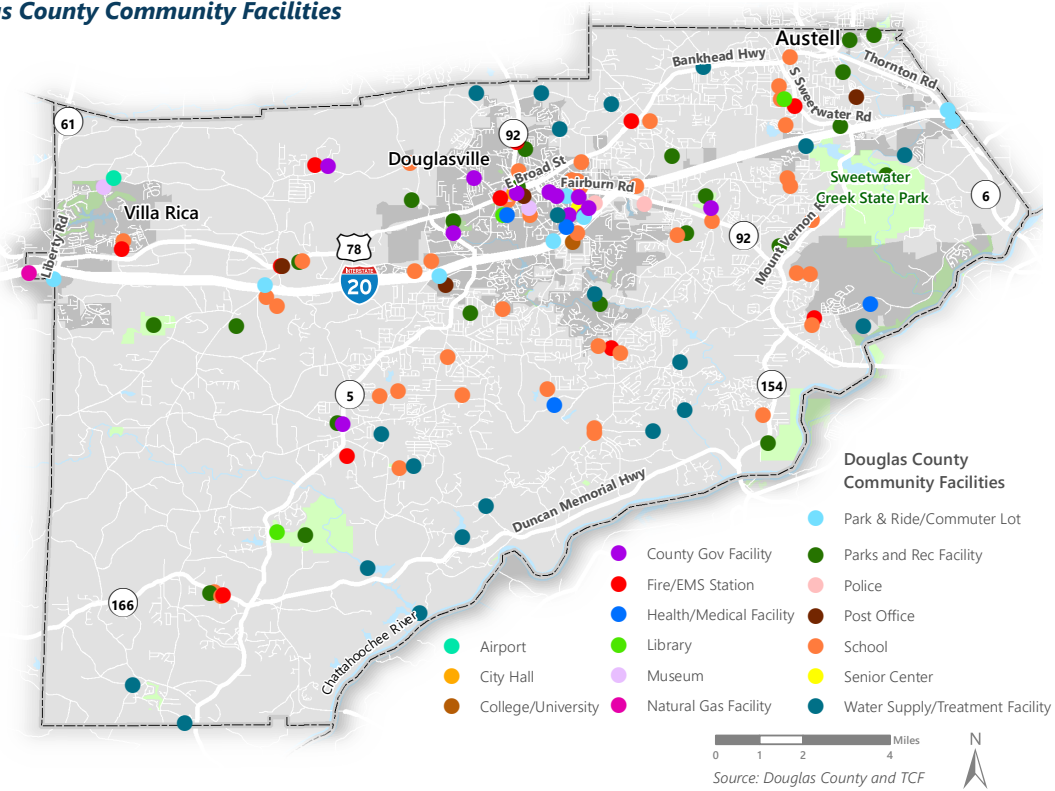 as County Community Facilities
Austell
Bankhead Hwy
Thornton Rd
S Sweetwater Rd
61
92
Douglasville
E Broad St
Fairburn Rd
Sweetwater
Creek State Park
6
Villa Rica
Liberty Rd
78
92
Mount Vernon R
INTERSTATE
20
5
154
Duncan Memorial Hwy
166
Chattahoochee River
Douglas County
Community Facilities
Park & Ride/Commuter Lot
County Gov Facility
Parks and Rec Facility
Fire/EMS Station
Police
Health/Medical Facility
Post Office
Airport
Library
School
City Hall
Museum
Senior Center
College/University
Natural Gas Facility
Water Supply/Treatment Facility
Miles
0 1 2 4
N
Source: Douglas County and TCF